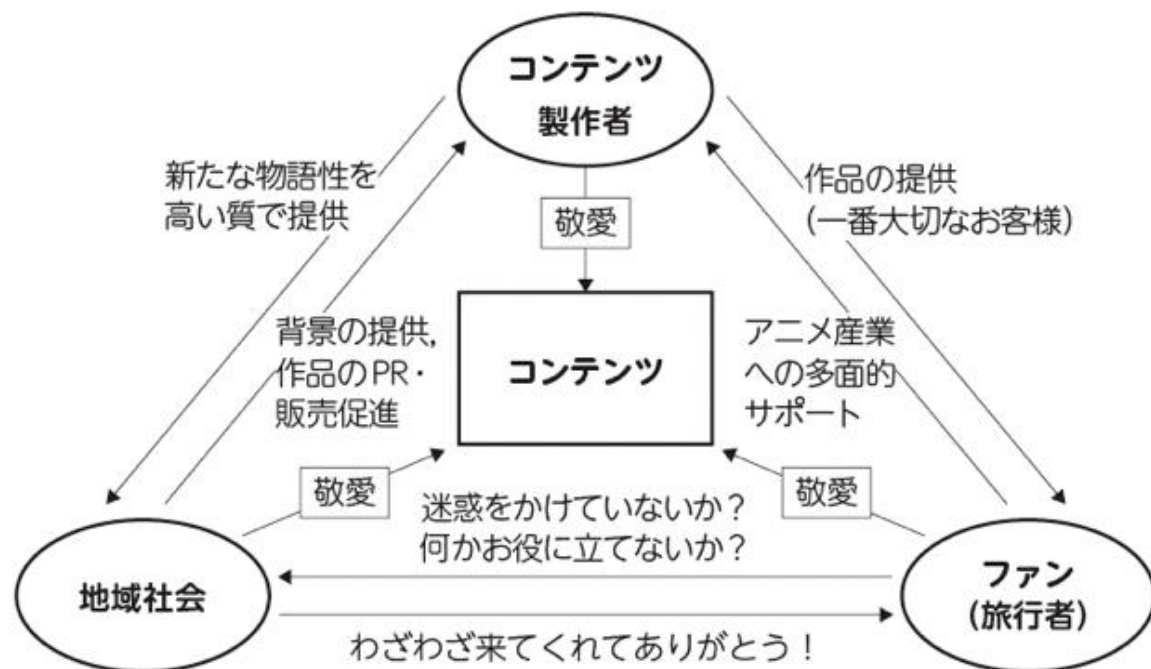 コンテンツ
製作者
新たな物語性を
高い質で提供
作品の提供
(一番大切なお客様)
敬愛
背景の提供,
作品のPR・
販売促進
コンテンツ
アニメ産業
への多面的
サポート
敬愛
敬愛
迷惑をかけていないか？
何かお役に立てないか？
地域社会
ファン
(旅行者)
わざわざ来てくれてありがとう！